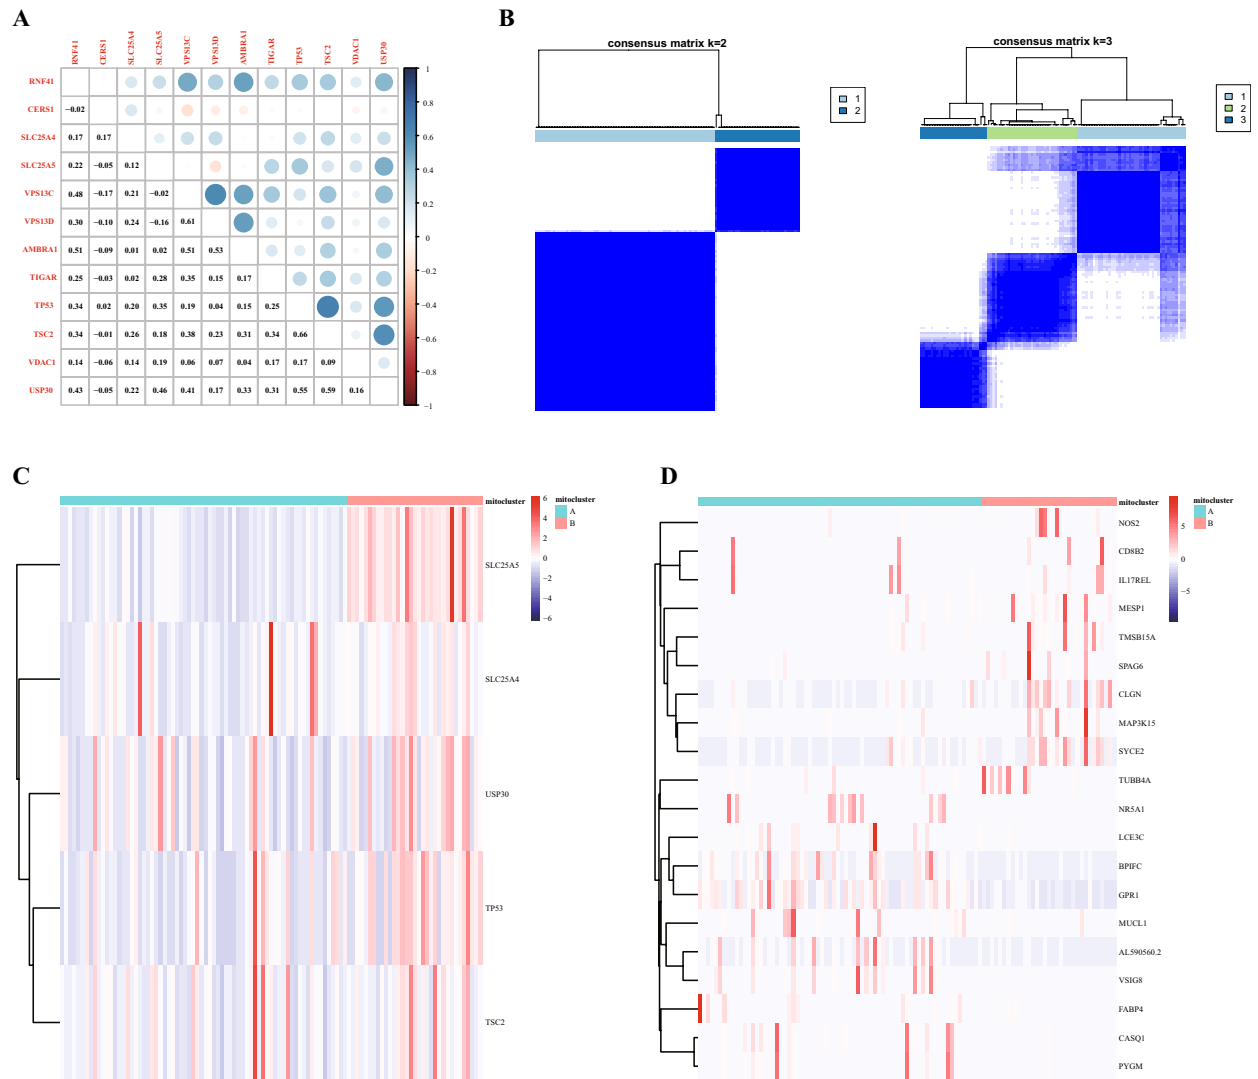 A
RNF41 CERS1 SLC25A4 SLC25A5 VPS13C VPS13D AMBRA1 TIGAR TP53 TSC2 VDAC1 USP30
RNF41
CERS1 −0.02
SLC25A4 0.17 0.17
SLC25A5 0.22 −0.05 0.12
VPS13C 0.48 −0.17 0.21 −0.02
VPS13D 0.30 −0.10 0.24 −0.16 0.61
AMBRA1 0.51 −0.09 0.01 0.02 0.51 0.53
TIGAR 0.25 −0.03 0.02 0.28 0.35 0.15 0.17
TP53 0.34 0.02 0.20 0.35 0.19 0.04 0.15 0.25
TSC2 0.34 −0.01 0.26 0.18 0.38 0.23 0.31 0.34 0.66
VDAC1 0.14 −0.06 0.14 0.19 0.06 0.07 0.04 0.17 0.17 0.09
USP30 0.43 −0.05 0.22 0.46 0.41 0.17 0.33 0.31 0.55 0.59 0.16
1
0.8
0.6
0.4
0.2
0
−0.2
−0.4
−0.6
−0.8
−1
B
consensus matrix k=2
1
2
consensus matrix k=3
1
2
3
C
mitocluster
SLC25A5
SLC25A4
USP30
TP53
TSC2
6
4
2
0
−2
−4
−6
mitocluster
A
B
D
mitocluster
NOS2
CD8B2
IL17REL
MESP1
TMSB15A
SPAG6
CLGN
MAP3K15
SYCE2
TUBB4A
NR5A1
LCE3C
BPIFC
GPR1
MUCL1
AL590560.2
VSIG8
FABP4
CASQ1
PYGM
5
0
−5
mitocluster
A
B